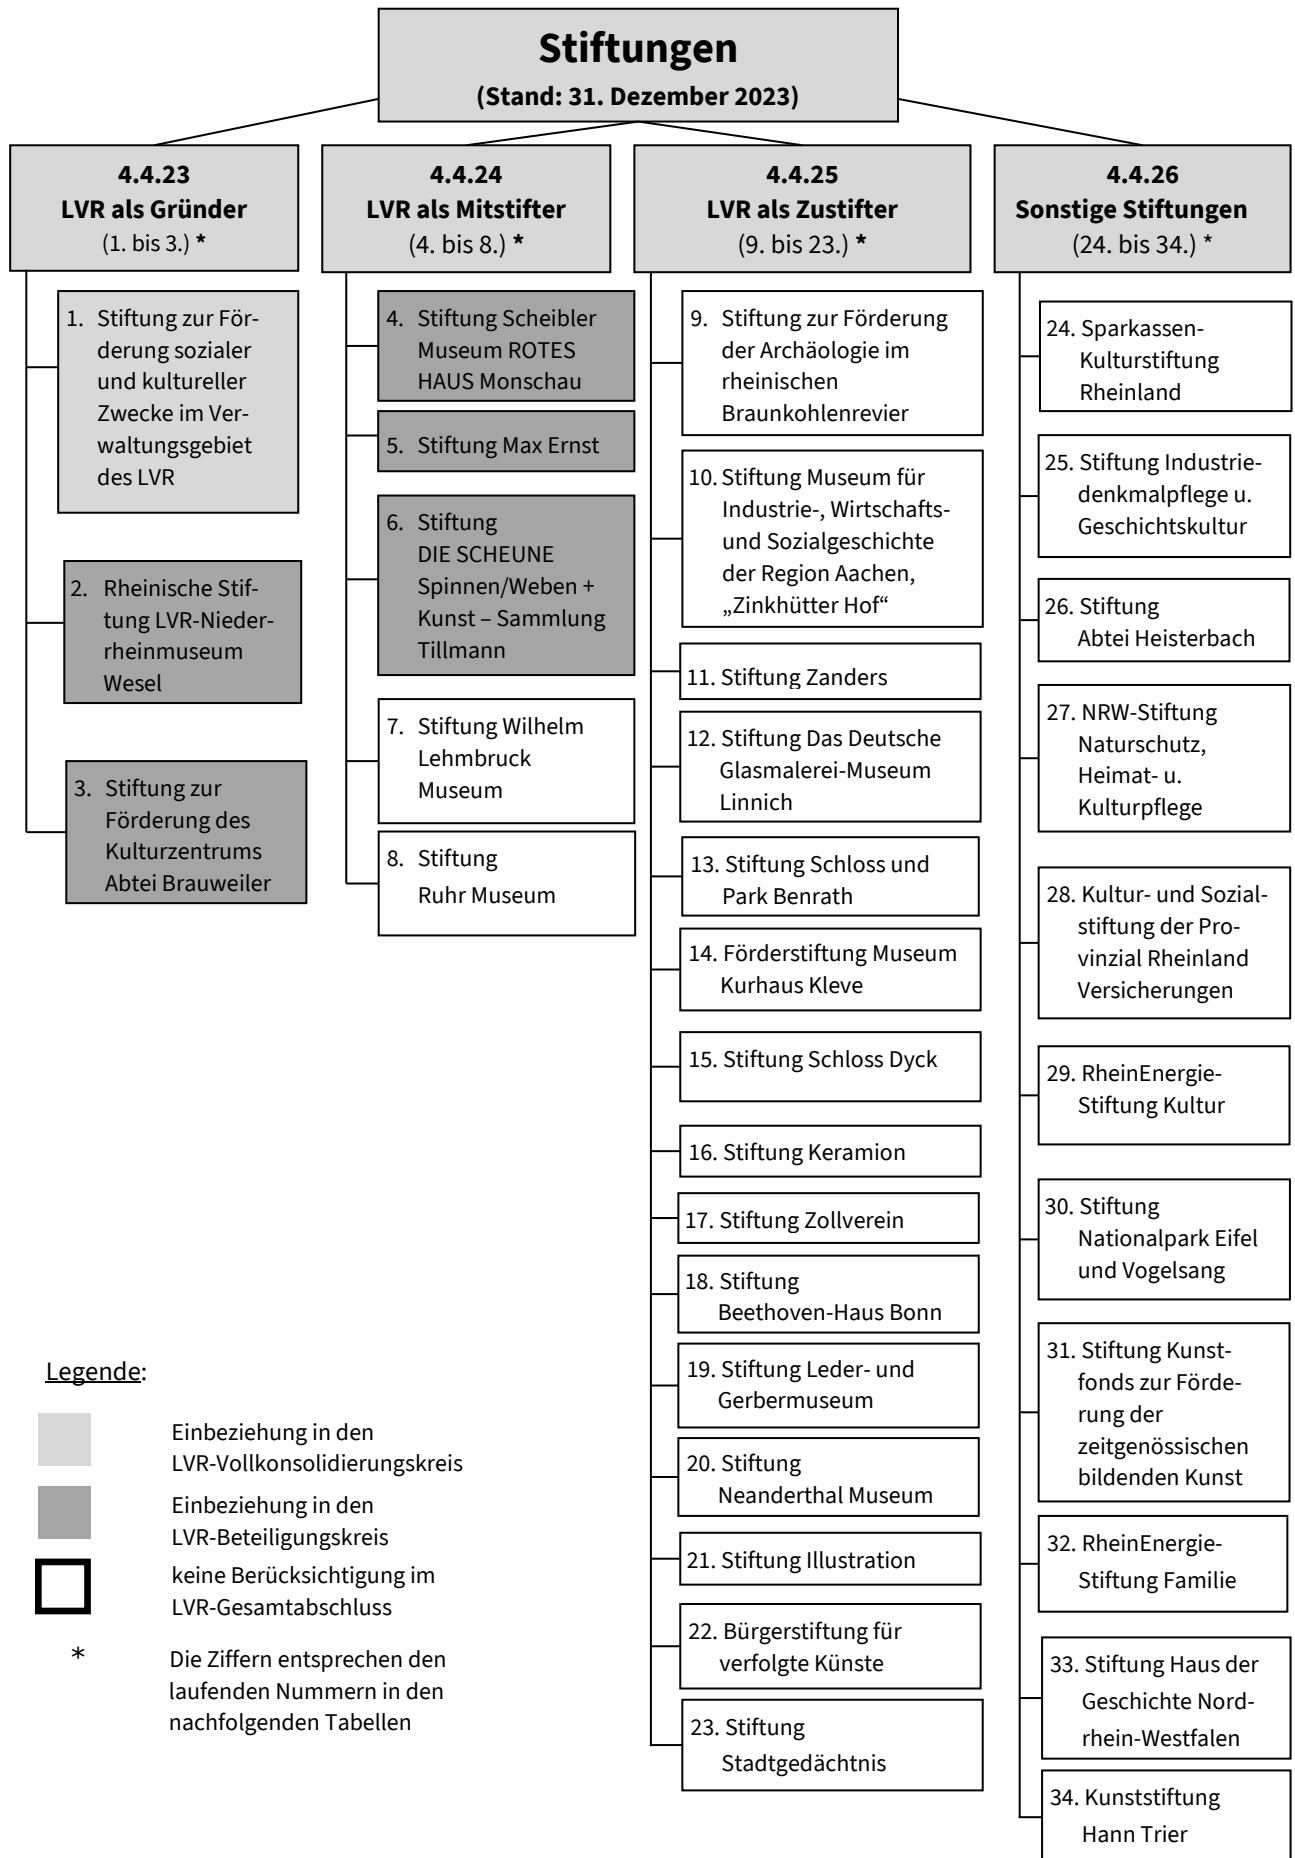 Stiftungen
(Stand: 31. Dezember 2023)
4.4.23
LVR als Gründer
(1. bis 3.) *
1. Stiftung zur För-
derung sozialer
und kultureller
Zwecke im Ver-
waltungsgebiet
des LVR
2. Rheinische Stif-
tung LVR-Nieder-
rheinmuseum
Wesel
3. Stiftung zur
Förderung des
Kulturzentrums
Abtei Brauweiler
4.4.24
LVR als Mitstifter
(4. bis 8.) *
4. Stiftung Scheibler
Museum ROTES
HAUS Monschau
5. Stiftung Max Ernst
6. Stiftung
DIE SCHEUNE
Spinnen/Weben +
Kunst – Sammlung
Tillmann
7. Stiftung Wilhelm
Lehmbruck
Museum
8. Stiftung
Ruhr Museum
4.4.25
LVR als Zustifter
(9. bis 23.) *
9. Stiftung zur Förderung
der Archäologie im
rheinischen
Braunkohlenrevier
10. Stiftung Museum für
Industrie-, Wirtschafts-
und Sozialgeschichte
der Region Aachen,
„Zinkhütter Hof“
11. Stiftung Zanders
12. Stiftung Das Deutsche
Glasmalerei-Museum
Linnich
13. Stiftung Schloss und
Park Benrath
14. Förderstiftung Museum
Kurhaus Kleve
15. Stiftung Schloss Dyck
16. Stiftung Keramion
17. Stiftung Zollverein
18. Stiftung
Beethoven-Haus Bonn
19. Stiftung Leder- und
Gerbermuseum
20. Stiftung
Neanderthal Museum
21. Stiftung Illustration
22. Bürgerstiftung für
verfolgte Künste
23. Stiftung
Stadtgedächtnis
4.4.26
Sonstige Stiftungen
(24. bis 34.) *
24. Sparkassen-
Kulturstiftung
Rheinland
25. Stiftung Industrie-
denkmalpflege u.
Geschichtskultur
26. Stiftung
Abtei Heisterbach
27. NRW-Stiftung
Naturschutz,
Heimat- u.
Kulturpflege
28. Kultur- und Sozial-
stiftung der Pro-
vinzial Rheinland
Versicherungen
29. RheinEnergie-
Stiftung Kultur
30. Stiftung
Nationalpark Eifel
und Vogelsang
31. Stiftung Kunst-
fonds zur Förde-
rung der
zeitgenössischen
bildenden Kunst
32. RheinEnergie-
Stiftung Familie
33. Stiftung Haus der
Geschichte Nord-
rhein-Westfalen
34. Kunststiftung
Hann Trier
Legende:
Einbeziehung in den
LVR-Vollkonsolidierungskreis
Einbeziehung in den
LVR-Beteiligungskreis
keine Berücksichtigung im
LVR-Gesamtabschluss
* Die Ziffern entsprechen den
laufenden Nummern in den
nachfolgenden Tabellen